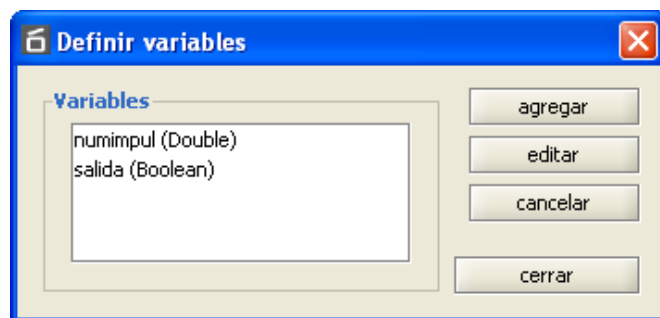 Definir variables
Variables
numimpul (Double)
salida (Boolean)
agregar
editar
cancelar
cerrar